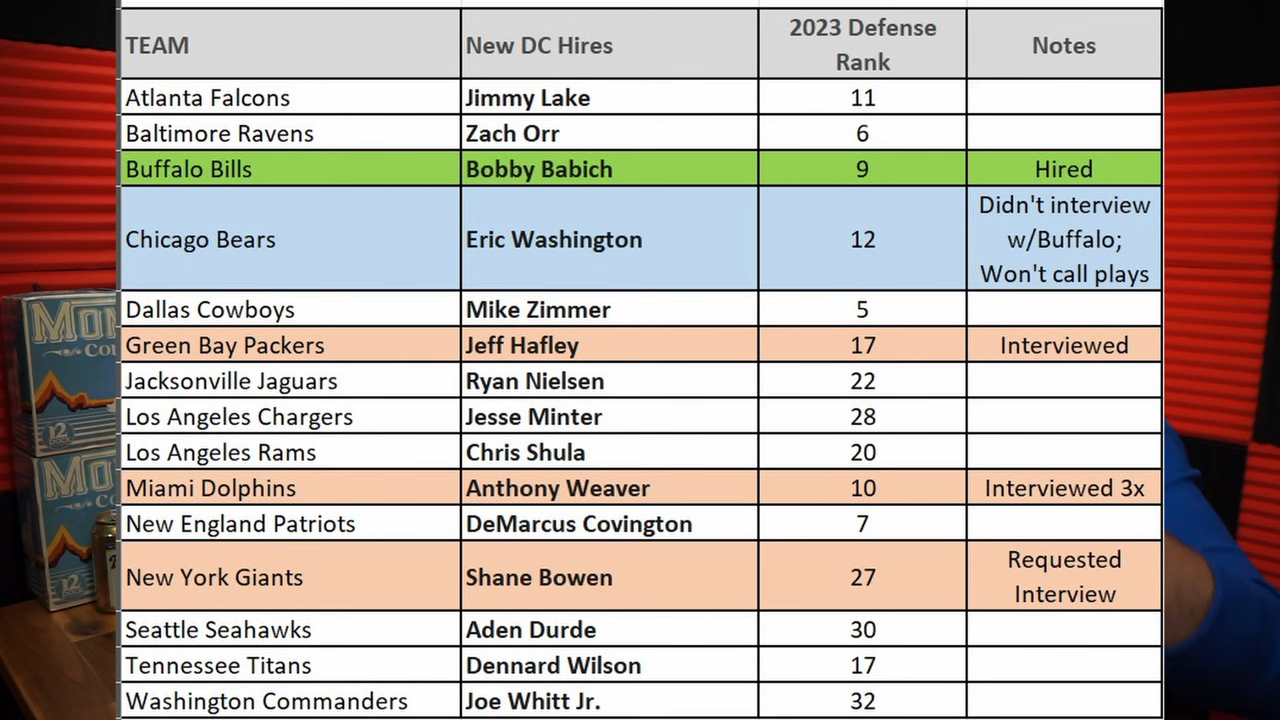 TEAM New DC Hires 2023 Defense Rank Notes
Atlanta Falcons Jimmy Lake 11
Baltimore Ravens Zach Orr 6
Buffalo Bills Bobby Babich 9 Hired
Chicago Bears Eric Washington 12 Didn't interview w/Buffalo; Won't call plays
Dallas Cowboys Mike Zimmer 5
Green Bay Packers Jeff Hafley 17 Interviewed
Jacksonville Jaguars Ryan Nielsen 22
Los Angeles Chargers Jesse Minter 28
Los Angeles Rams Chris Shula 20
Miami Dolphins Anthony Weaver 10 Interviewed 3x
New England Patriots DeMarcus Covington 7
New York Giants Shane Bowen 27 Requested Interview
Seattle Seahawks Aden Durde 30
Tennessee Titans Dennard Wilson 17
Washington Commanders Joe Whitt Jr. 32
12
12